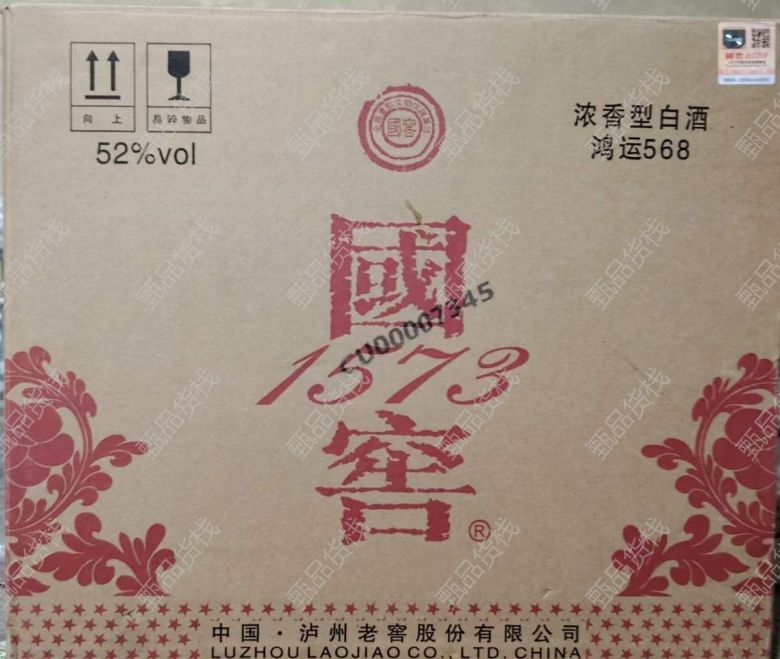 向上
易碎物品
52%vol
國窖
浓香型白酒
鸿运568
國
CU00007345
1573
窖
®
中国·泸州老窖股份有限公司
LUZHOU LAOJIAO CO., LTD, CHINA
甄品货栈